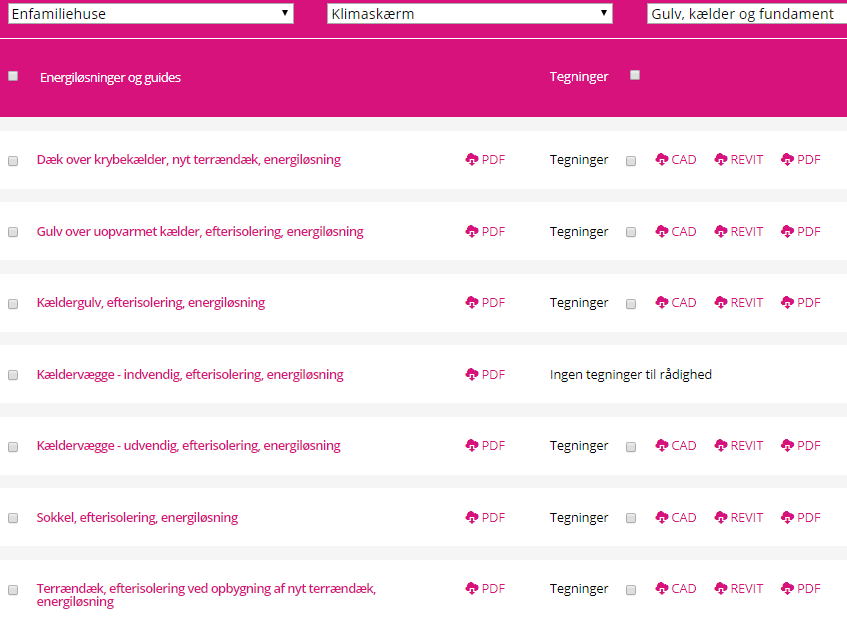 Enfamiliehuse Klimaskærm Gulv, kælder og fundament
Energiløsninger og guides Tegninger
Dæk over krybekælder, nyt terrændæk, energiløsning PDF Tegninger CAD REVIT PDF
Gulv over uopvarmet kælder, efterisolering, energiløsning PDF Tegninger CAD REVIT PDF
Kældergulv, efterisolering, energiløsning PDF Tegninger CAD REVIT PDF
Kældervægge - indvendig, efterisolering, energiløsning PDF Ingen tegninger til rådighed
Kældervægge - udvendig, efterisolering, energiløsning PDF Tegninger CAD REVIT PDF
Sokkel, efterisolering, energiløsning PDF Tegninger CAD REVIT PDF
Terrændæk, efterisolering ved opbygning af nyt terrændæk, PDF Tegninger CAD REVIT PDF
energiløsning